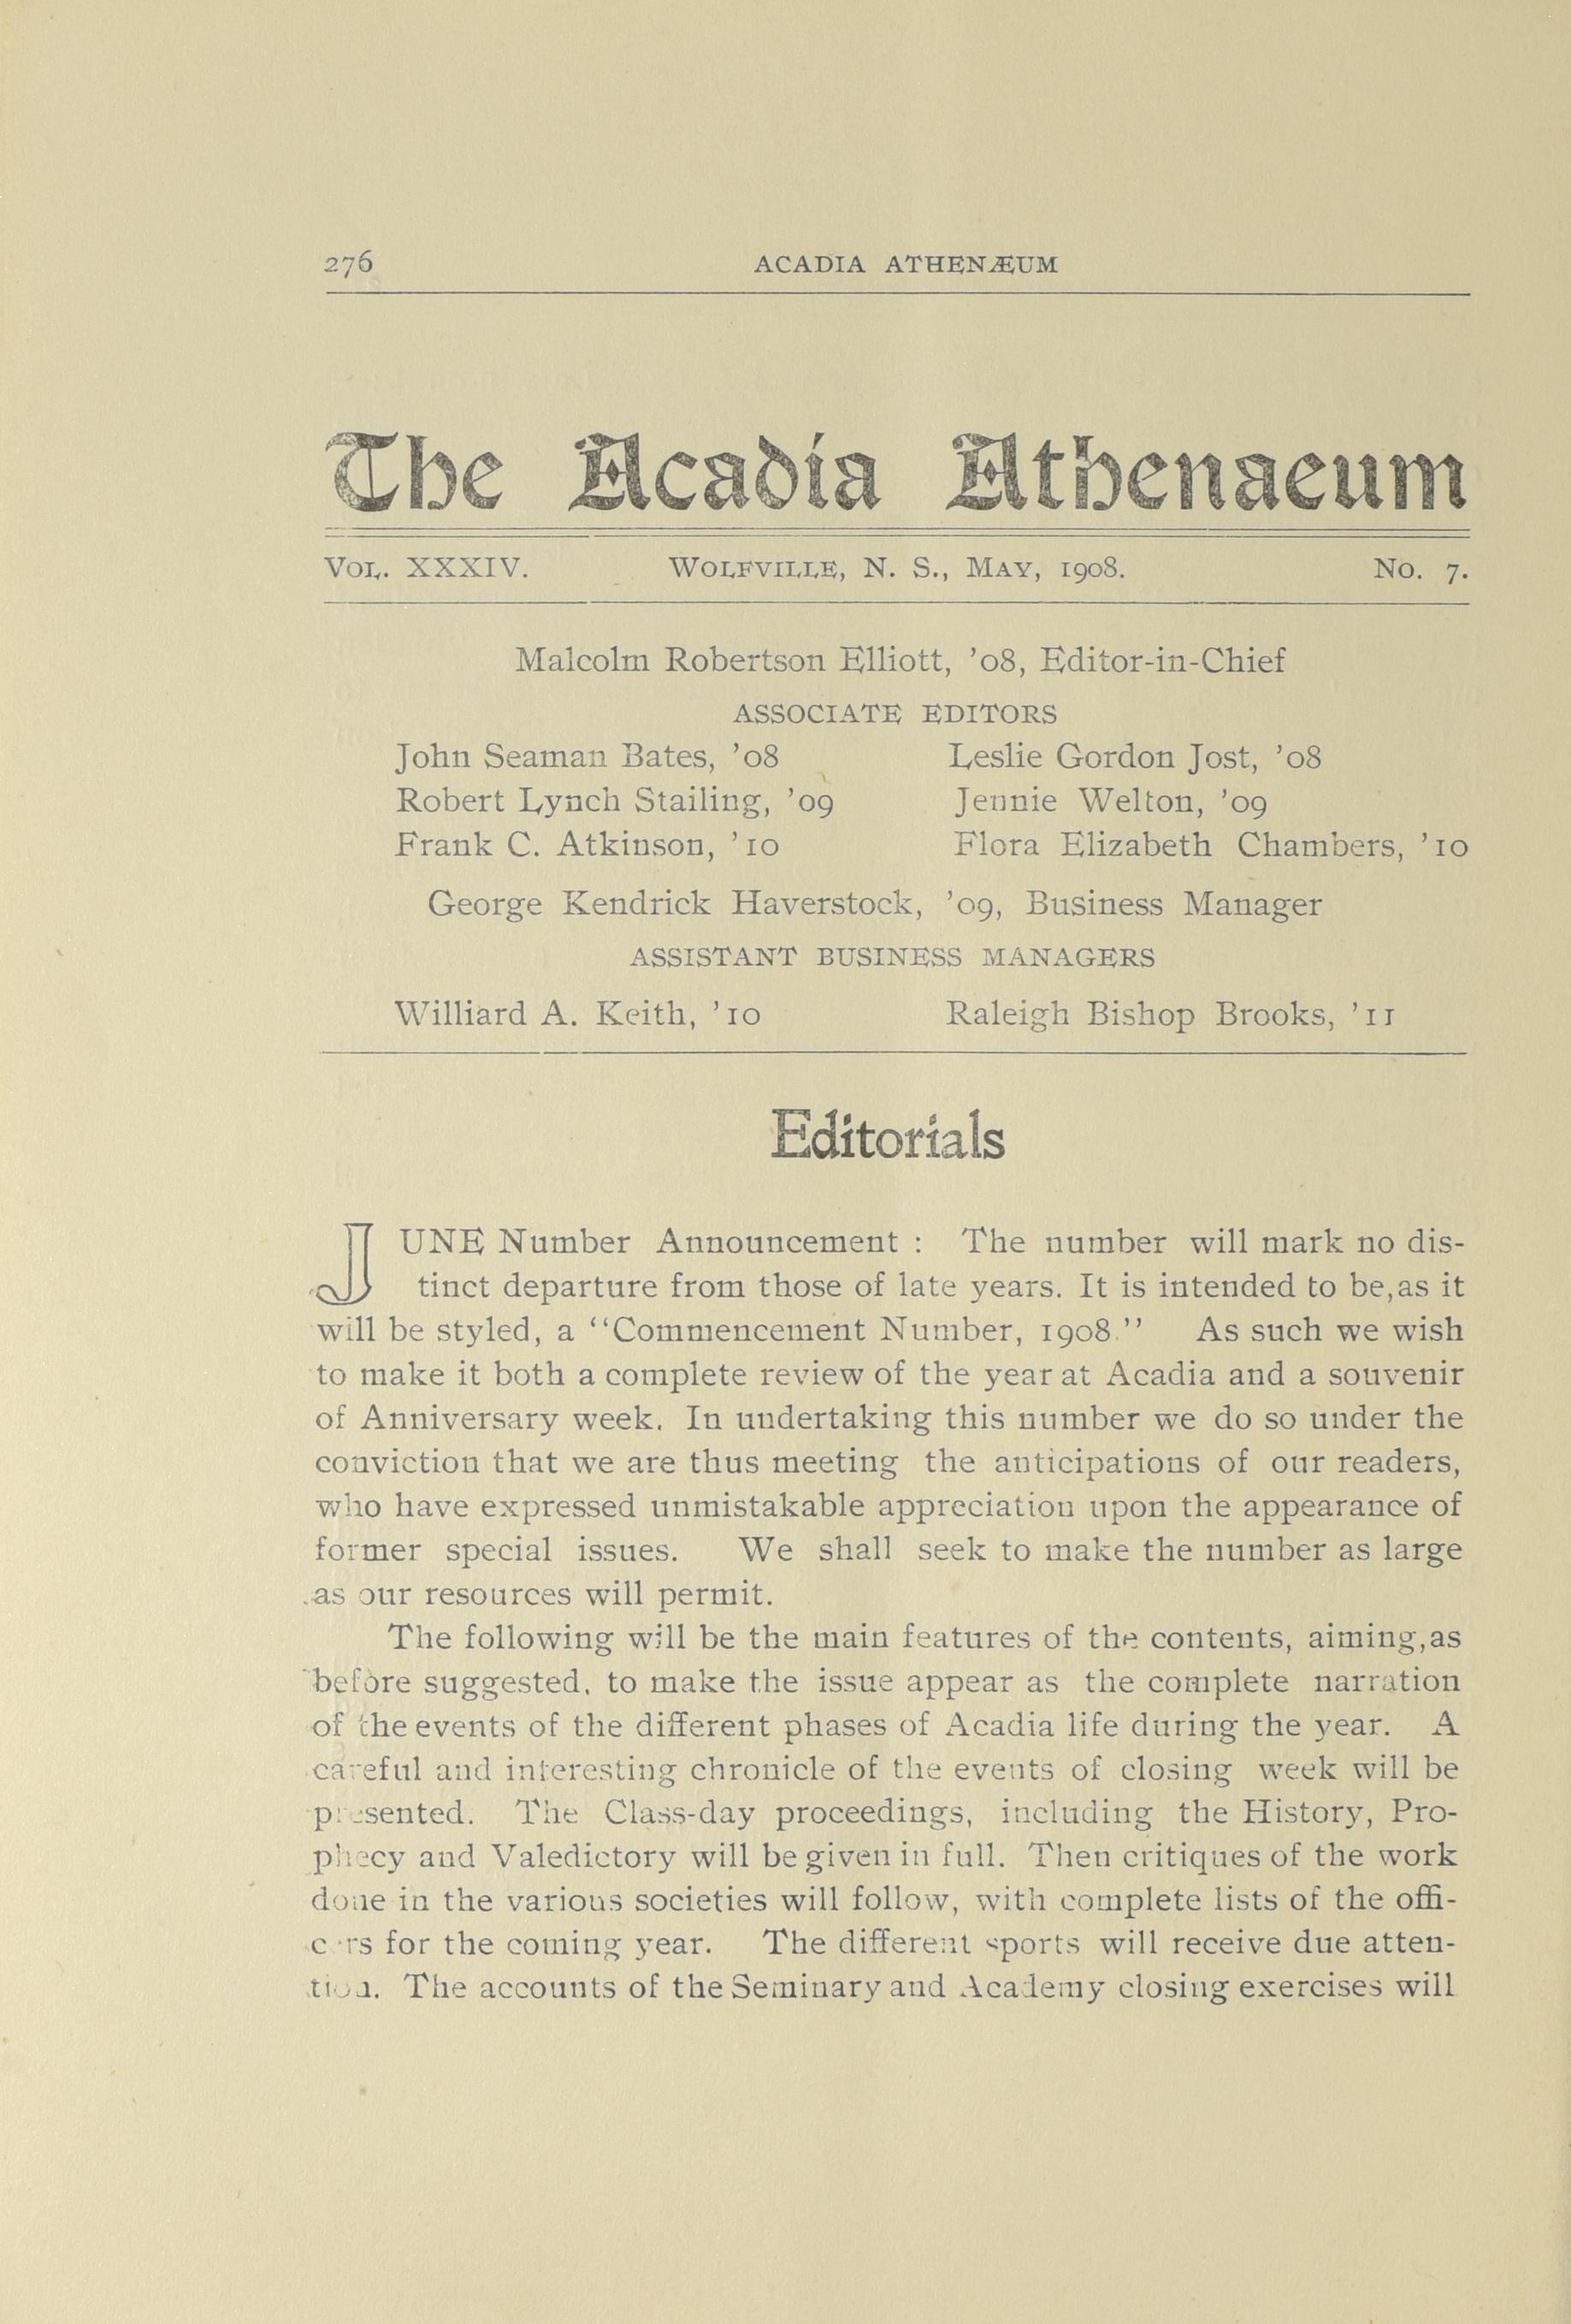 276 ACADIA ATHENÆUM
The Acadia Athenaeum
VOL. XXXIV. WOLFVILLE, N. S., MAY, 1908. NO. 7.
Malcolm Robertson Elliott, '08, Editor-in-Chief
ASSOCIATE EDITORS
John Seaman Bates, '08 Leslie Gordon Jost, '08
Robert Lynch Stailing, '09 Jennie Welton, '09
Frank C. Atkinson, '10 Flora Elizabeth Chambers, '10
George Kendrick Haverstock, '09, Business Manager
ASSISTANT BUSINESS MANAGERS
Williard A. Keith, '10 Raleigh Bishop Brooks, '11
Editorials
JUNE Number Announcement : The number will mark no dis-
tinct departure from those of late years. It is intended to be,as it
will be styled, a "Commencement Number, 1908." As such we wish
to make it both a complete review of the year at Acadia and a souvenir
of Anniversary week. In undertaking this number we do so under the
conviction that we are thus meeting the anticipations of our readers,
who have expressed unmistakable appreciation upon the appearance of
former special issues. We shall seek to make the number as large
as our resources will permit.
The following will be the main features of the contents, aiming,as
before suggested, to make the issue appear as the complete narration
of the events of the different phases of Acadia life during the year. A
careful and interesting chronicle of the events of closing week will be
presented. The Class-day proceedings, including the History, Pro-
phecy and Valedictory will be given in full. Then critiques of the work
done in the various societies will follow, with complete lists of the offi-
cers for the coming year. The different sports will receive due atten-
tion. The accounts of the Seminary and Academy closing exercises will